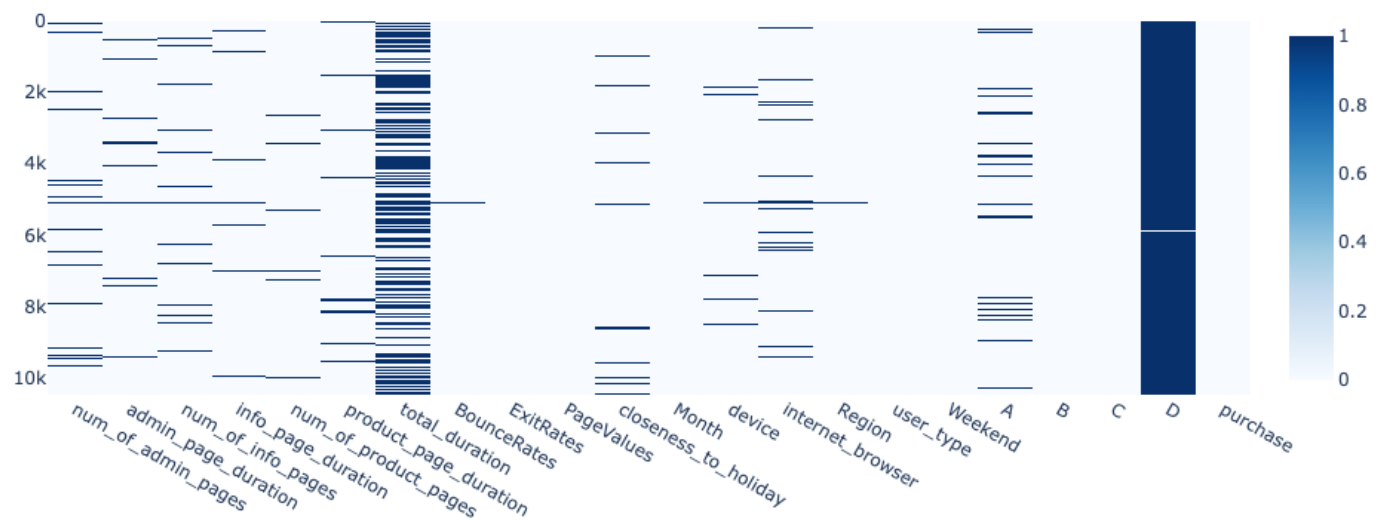 0
2k
4k
6k
8k
10k
num_of_admin_pages
admin_page_duration
num_of_info_pages
info_page_duration
num_of_product_pages
product_page_duration
total_duration
BounceRates
ExitRates
PageValues
closeness_to_holiday
Month
device
internet_browser
Region
user_type
Weekend
A
B
C
D
purchase
1
0.8
0.6
0.4
0.2
0